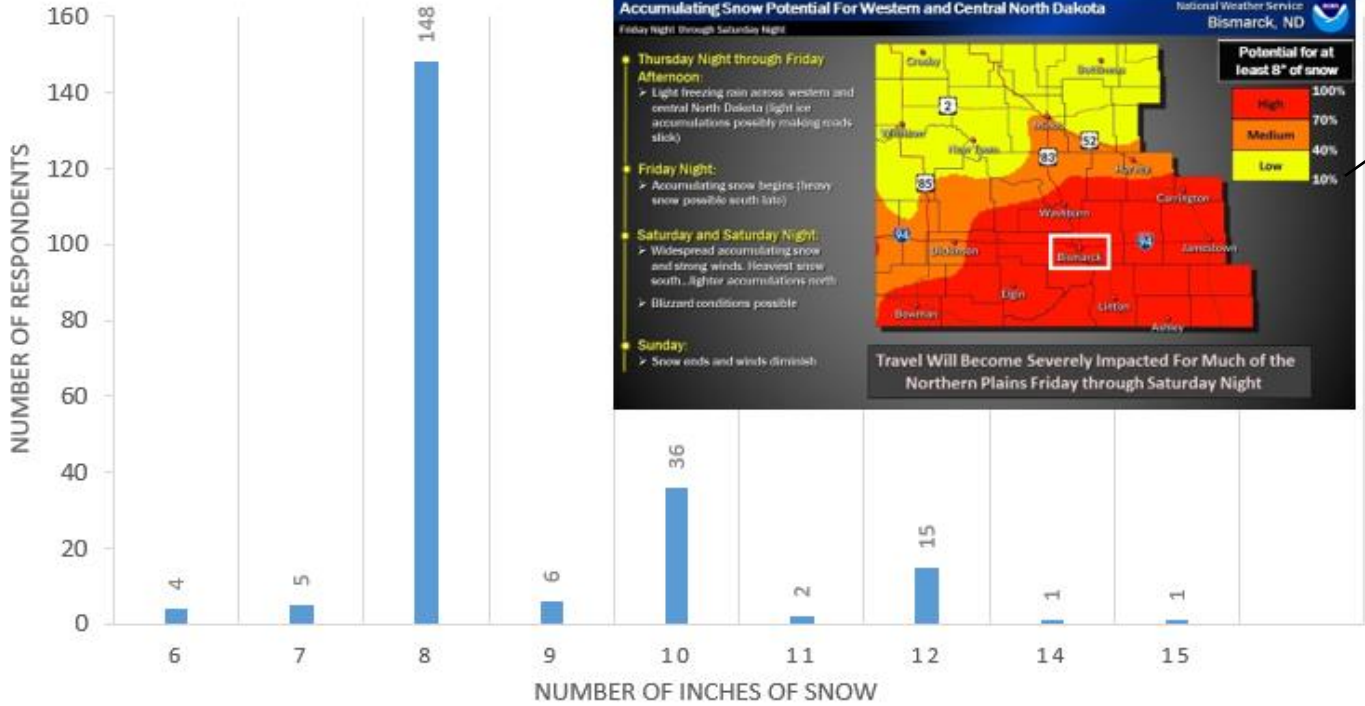 160
140
120
100
80
60
40
20
0
NUMBER OF RESPONDENTS
4
5
148
6
36
2
15
1
1
6
7
8
9
10
11
12
14
15
NUMBER OF INCHES OF SNOW
Accumulating Snow Potential For Western and Central North Dakota
Friday Night through Saturday Night
National Weather Service
Bismarck, ND
Thursday Night through Friday
Afternoon:
➢ Light freezing rain across western and
central North Dakota (light ice
accumulations possibly making roads
slick)
Friday Night:
➢ Accumulating snow begins (heavy
snow possible south late)
Saturday and Saturday Night:
➢ Widespread accumulating snow
and strong winds. Heaviest snow
south...lighter accumulations north
➢ Blizzard conditions possible
Sunday:
➢ Snow ends and winds diminish
Crosby
Bottineau
2
Williston
Minot
52
New Town
83
Harvey
85
Carrington
Washburn
94
Dickinson
Bismarck
94
Jamestown
Elgin
Linton
Bowman
Ashley
Potential for at
least 8" of snow
100%
High
70%
Medium
40%
Low
10%
Travel Will Become Severely Impacted For Much of the
Northern Plains Friday through Saturday Night